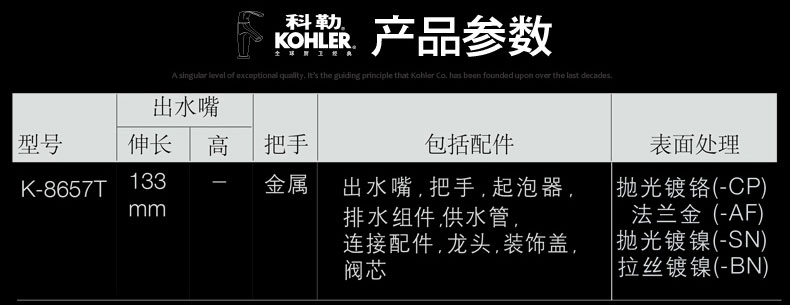 科勒
KOHLER
全球厨卫经典
产品参数
A singular level of exceptional quality. It's the guiding principle that Kohler Co. has been founded upon over the last decades.
出水嘴
型号 伸长 高 把手 包括配件 表面处理
K-8657T 133 mm – 金属
出水嘴,把手,起泡器,
排水组件,供水管,
连接配件,龙头,装饰盖,
阀芯
抛光镀铬(-CP)
法兰金 (-AF)
抛光镀镍(-SN)
拉丝镀镍(-BN)